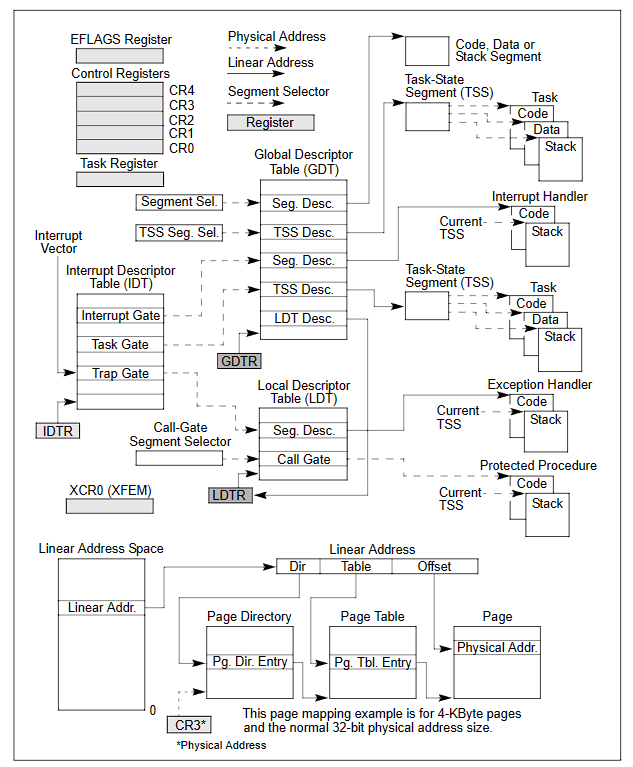 EFLAGS Register
Control Registers
CR4
CR3
CR2
CR1
CR0
Task Register
Physical Address
Linear Address
Segment Selector
Register
Code, Data or
Stack Segment
Task-State
Segment (TSS)
Task
Code
Data
Stack
Global Descriptor
Table (GDT)
Segment Sel.
Seg. Desc.
TSS Seg. Sel.
TSS Desc.
Interrupt Handler
Code
Current
TSS
Stack
Interrupt
Vector
Interrupt Descriptor
Table (IDT)
Seg. Desc.
Interrupt Gate
TSS Desc.
Task-State
Segment (TSS)
Task
Code
Data
Stack
Task Gate
LDT Desc.
Trap Gate
GDTR
IDTR
Local Descriptor
Table (LDT)
Exception Handler
Code
Current
TSS
Stack
Call-Gate
Segment Selector
Seg. Desc.
Call Gate
Protected Procedure
Code
Current
TSS
Stack
XCR0 (XFEM)
LDTR
Linear Address Space
Linear Address
Dir
Table
Offset
Linear Addr.
Page Directory
Page Table
Page
Physical Addr.
Pg. Dir. Entry
Pg. Tbl. Entry
0
CR3*
This page mapping example is for 4-KByte pages
and the normal 32-bit physical address size.
*Physical Address